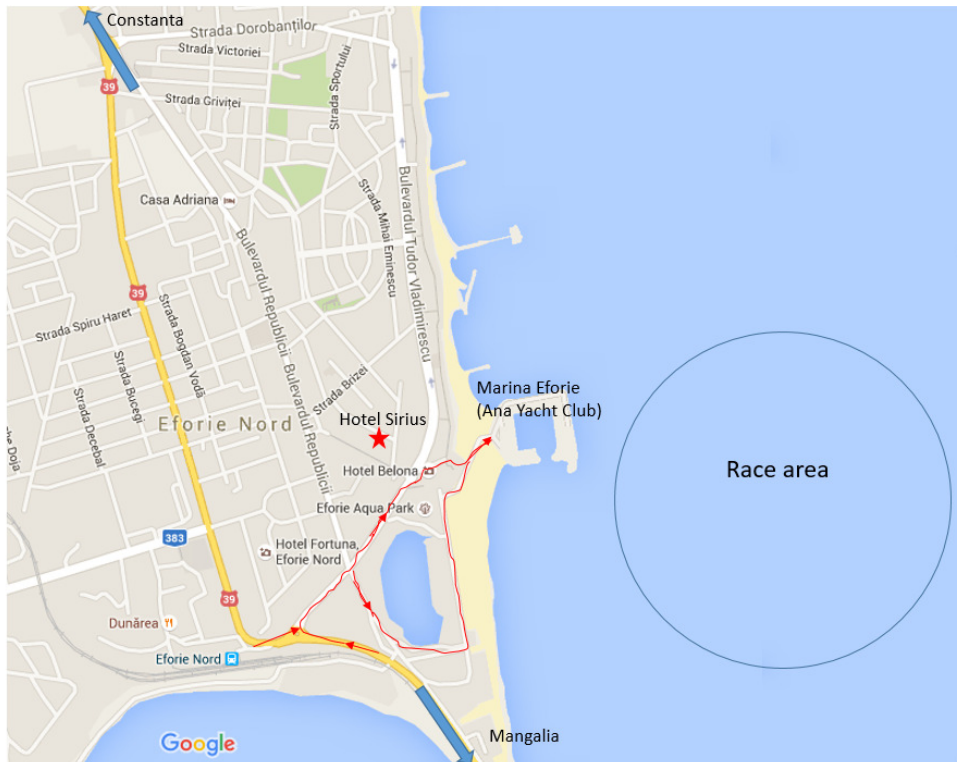 Constanta
Strada Dorobanților
Strada Victoriei
39
Strada Griviței
Strada Sportului
Casa Adriana
Bulevardul Tudor Vladimirescu
Strada Mihai Eminescu
Bulevardul Republicii
Bulevardul Republicii
39
Strada Spiru Haret
Strada Bogdan Vodă
Strada Bucegi
Strada Decebal
he Doja
Strada Brizei
Eforie Nord
Hotel Sirius
Marina Eforie
(Ana Yacht Club)
Race area
Hotel Belona
Eforie Aqua Park
383
Hotel Fortuna,
Eforie Nord
39
Dunărea
Eforie Nord
Mangalia
Google